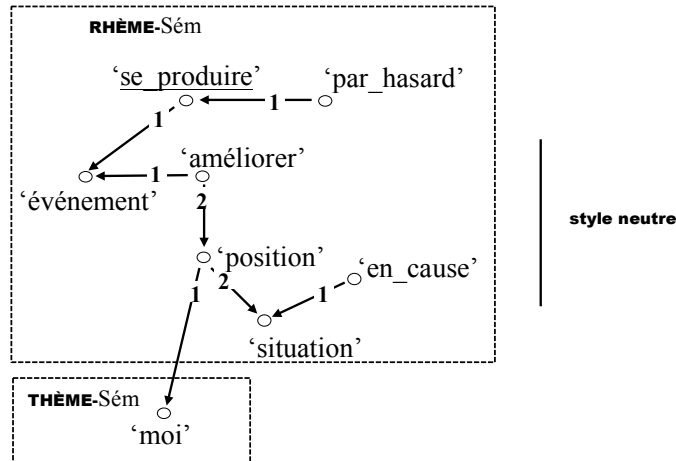 RHÈME-Sém
‘se_produire’ ‘par_hasard’
1
1
‘améliorer’
1
‘événement’
2
style neutre
‘position’
‘en_cause’
2
1
1
‘situation’
THÈME-Sém
‘moi’